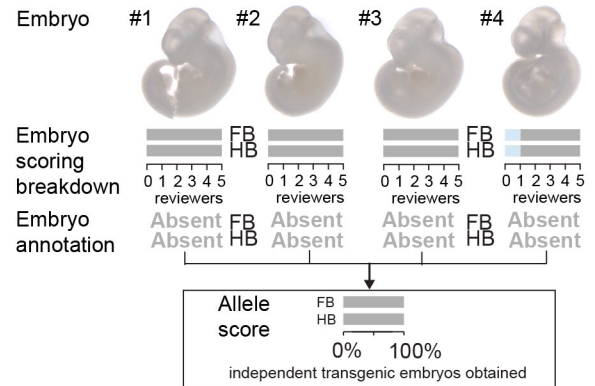 Embryo #1 #2 #3 #4
Embryo scoring breakdown
FB FB
HB HB
0 1 2 3 4 5 0 1 2 3 4 5 0 1 2 3 4 5 0 1 2 3 4 5
reviewers reviewers reviewers reviewers
Embryo annotation
Absent FB Absent Absent FB Absent
Absent HB Absent Absent HB Absent
Allele score
FB
HB
0% 100%
independent transgenic embryos obtained